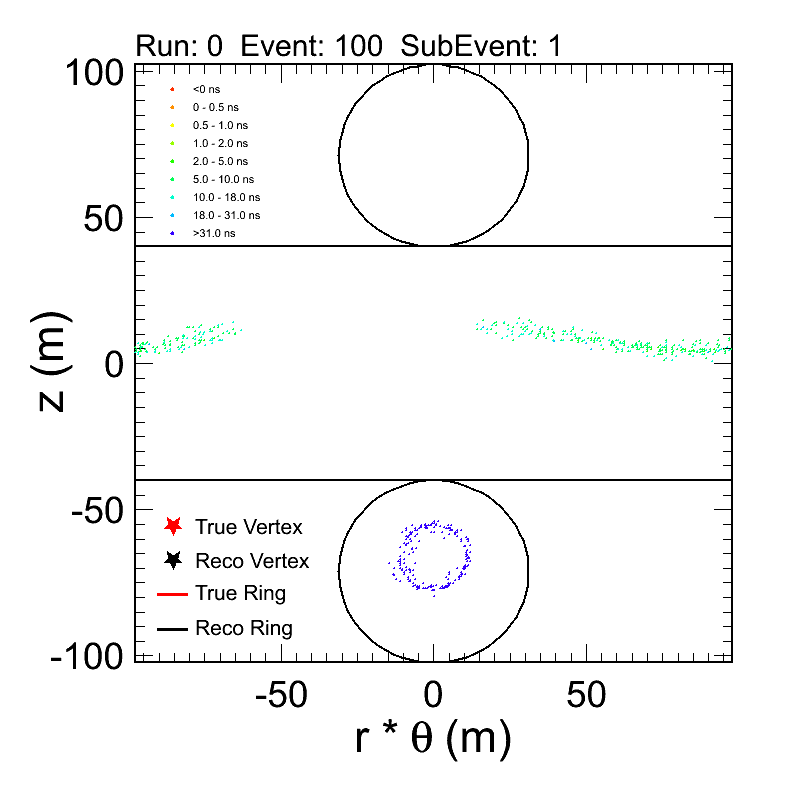 Run: 0 Event: 100 SubEvent: 1
100
<0 ns
0 - 0.5 ns
0.5 - 1.0 ns
1.0 - 2.0 ns
2.0 - 5.0 ns
5.0 - 10.0 ns
10.0 - 18.0 ns
18.0 - 31.0 ns
>31.0 ns
50
z (m)
0
-50
True Vertex
Reco Vertex
True Ring
Reco Ring
-100
-50 0 50
r * θ (m)